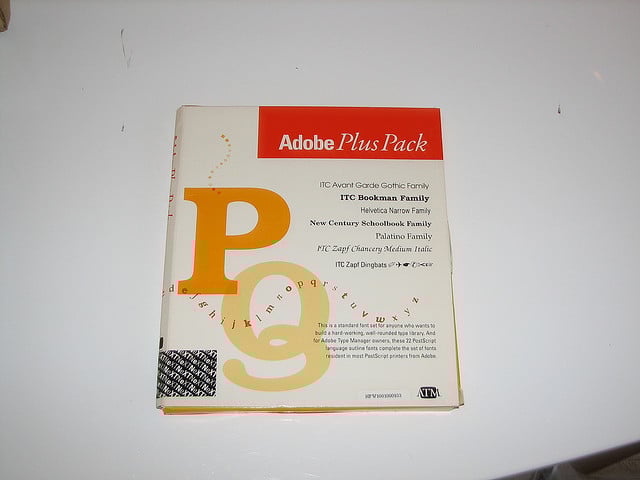 Adobe Plus Pack
ITC Avant Garde Gothic Family
ITC Bookman Family
Helvetica Narrow Family
New Century Schoolbook Family
Palatino Family
ITC Zapf Chancery Medium Italic
ITC Zapf Dingbats
P
Q
d e f g h i j k l m n o p q r s t u v w x y z
This is a standard font set for anyone who wants to
build a hard-working, well-rounded type library. And
for Adobe Type Manager owners, these 22 PostScript
language outline fonts complete the set of fonts
resident in most PostScript printers from Adobe.
ATM